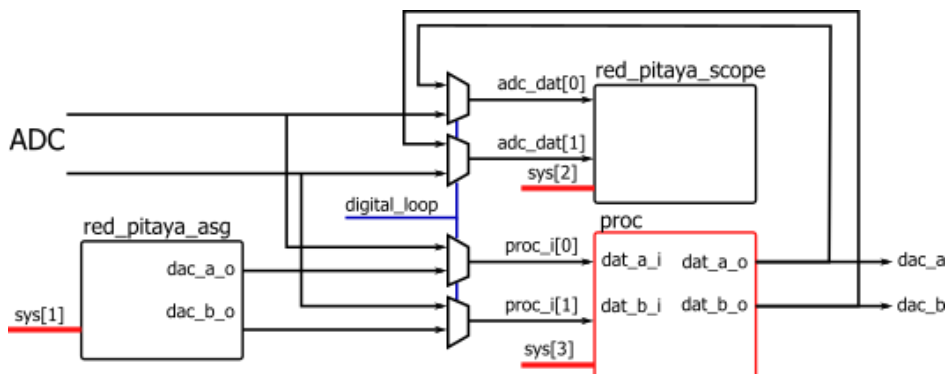 red_pitaya_scope
adc_dat[0]
ADC
adc_dat[1]
sys[2]
digital_loop
red_pitaya_asg
proc
proc_i[0]
dat_a_i
dat_a_o
dac_a
dac_a_o
dac_b_o
proc_i[1]
dat_b_i
dat_b_o
dac_b
sys[1]
sys[3]